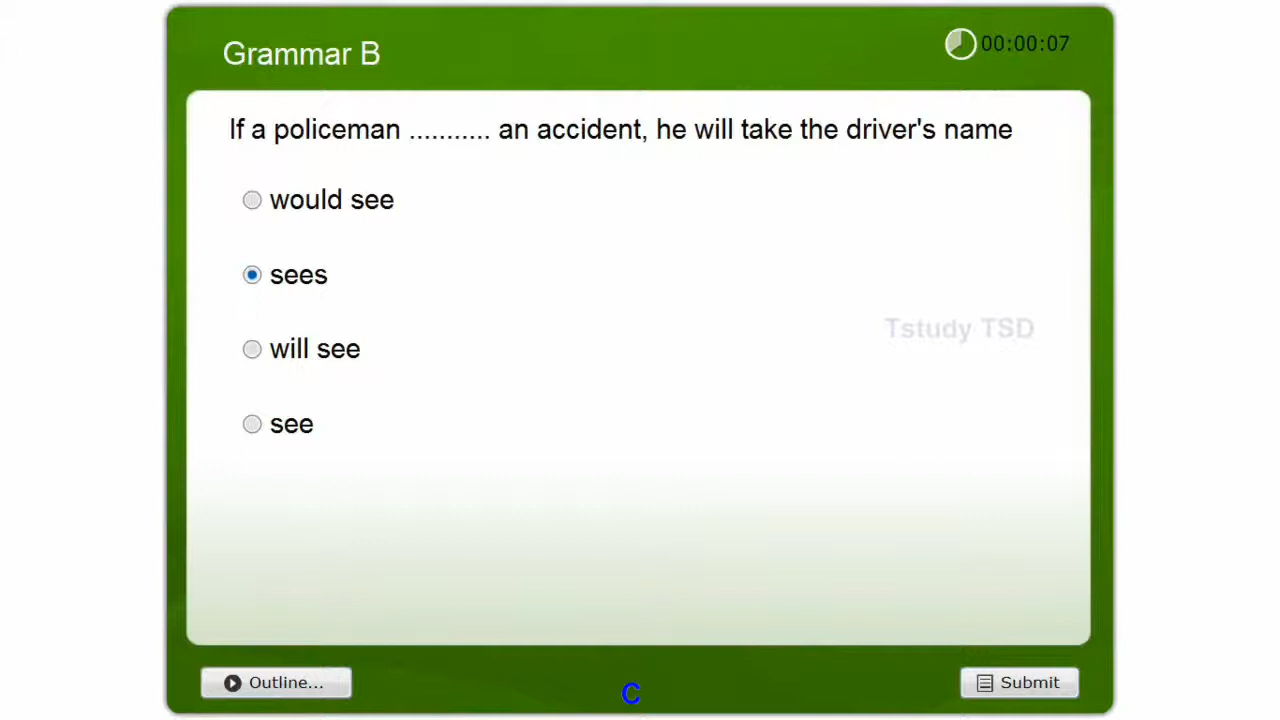 Grammar B
00:00:07
If a policeman ........... an accident, he will take the driver's name
would see
sees
will see
see
Tstudy TSD
Outline...
C
Submit